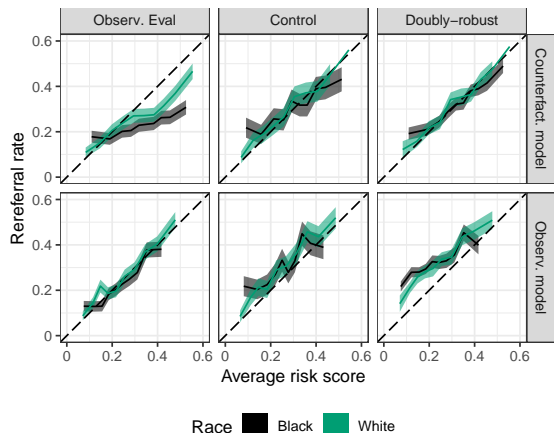 Observ. Eval Control Doubly−robust
Rereferral rate
0.6
0.4
0.2
0
Counterfact. model
0.6
0.4
0.2
0
Observ. model
0 0.2 0.4 0.6 0 0.2 0.4 0.6 0 0.2 0.4 0.6
Average risk score
Race Black White